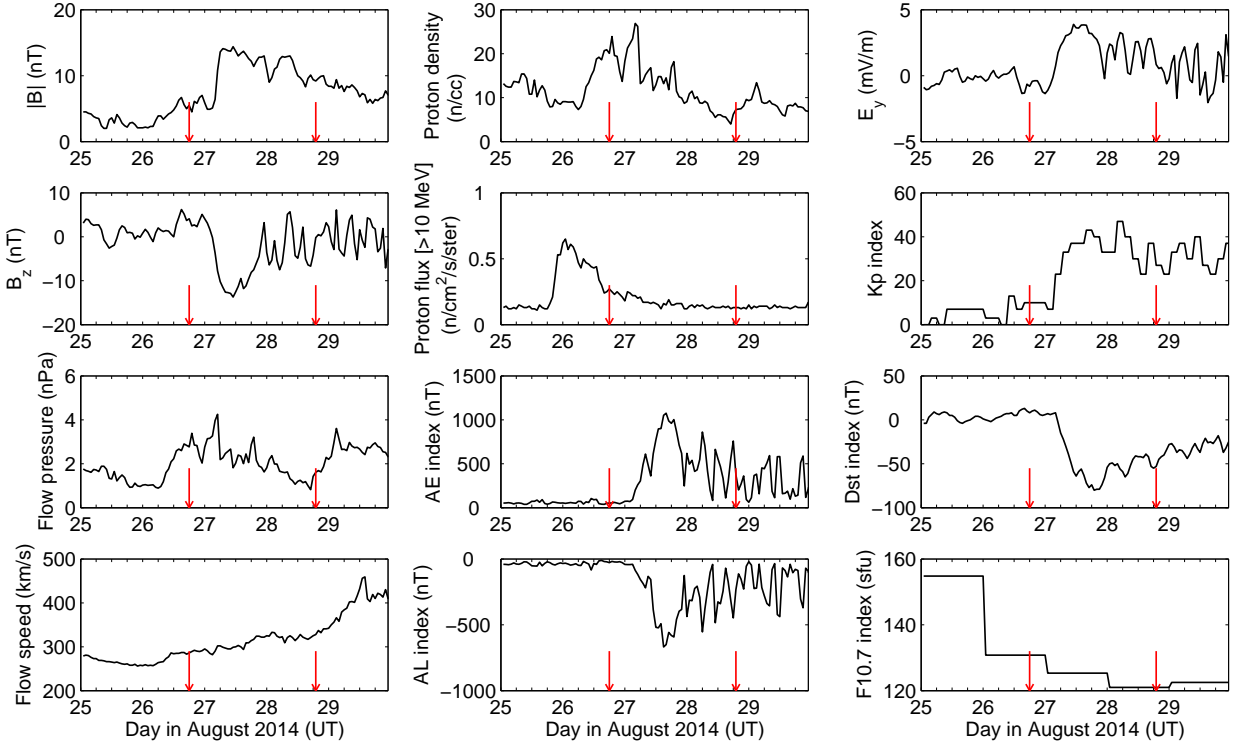 |B| (nT)
20
10
0
25 26 27 28 29
Proton density
(n/cc)
30
20
10
0
25 26 27 28 29
E_y (mV/m)
5
0
−5
25 26 27 28 29
B_z (nT)
10
0
−10
−20
25 26 27 28 29
Proton flux [>10 MeV]
(n/cm^2/s/ster)
1
0.5
0
25 26 27 28 29
Kp index
60
40
20
0
25 26 27 28 29
Flow pressure (nPa)
6
4
2
0
25 26 27 28 29
AE index (nT)
1500
1000
500
0
25 26 27 28 29
Dst index (nT)
50
0
−50
−100
25 26 27 28 29
Flow speed (km/s)
500
400
300
200
25 26 27 28 29
Day in August 2014 (UT)
AL index (nT)
0
−500
−1000
25 26 27 28 29
Day in August 2014 (UT)
F10.7 index (sfu)
160
140
120
25 26 27 28 29
Day in August 2014 (UT)